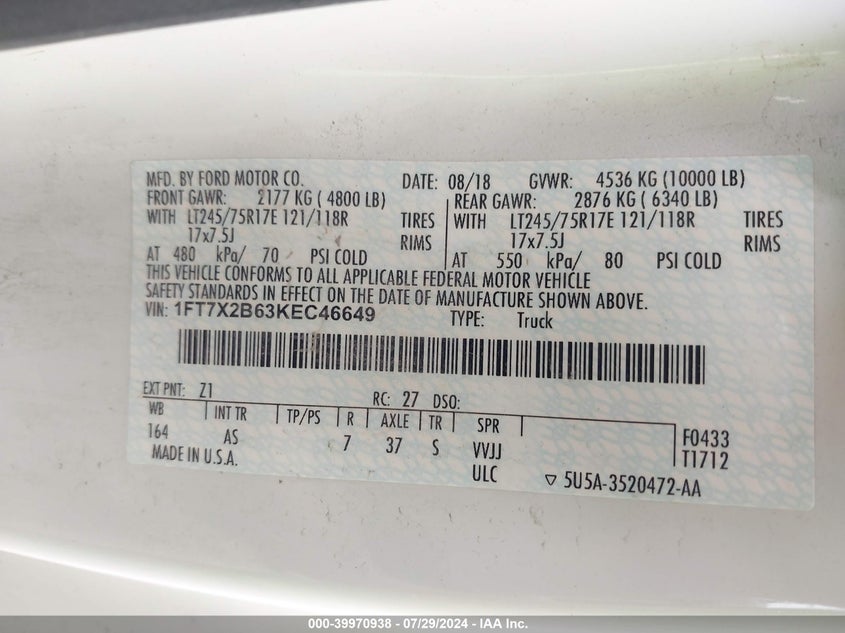 MFD. BY FORD MOTOR CO. DATE: 08/18 GVWR: 4536 KG (10000 LB)
FRONT GAWR: 2177 KG ( 4800 LB) REAR GAWR: 2876 KG ( 6340 LB)
WITH LT245/75R17E 121/118R TIRES WITH LT245/75R17E 121/118R TIRES
17x7.5J RIMS 17x7.5J RIMS
AT 480 kPa/ 70 PSI COLD AT 550 kPa/ 80 PSI COLD
THIS VEHICLE CONFORMS TO ALL APPLICABLE FEDERAL MOTOR VEHICLE
SAFETY STANDARDS IN EFFECT ON THE DATE OF MANUFACTURE SHOWN ABOVE.
VIN: 1FT7X2B63KEC46649 TYPE: Truck
EXT PNT: Z1 RC: 27 DSO:
WB INT TR TP/PS R AXLE TR SPR F0433
164 AS 7 37 S VVJJ T1712
MADE IN U.S.A. ULC ▽ 5U5A-3520472-AA
000-39970938 - 07/29/2024 - IAA Inc.